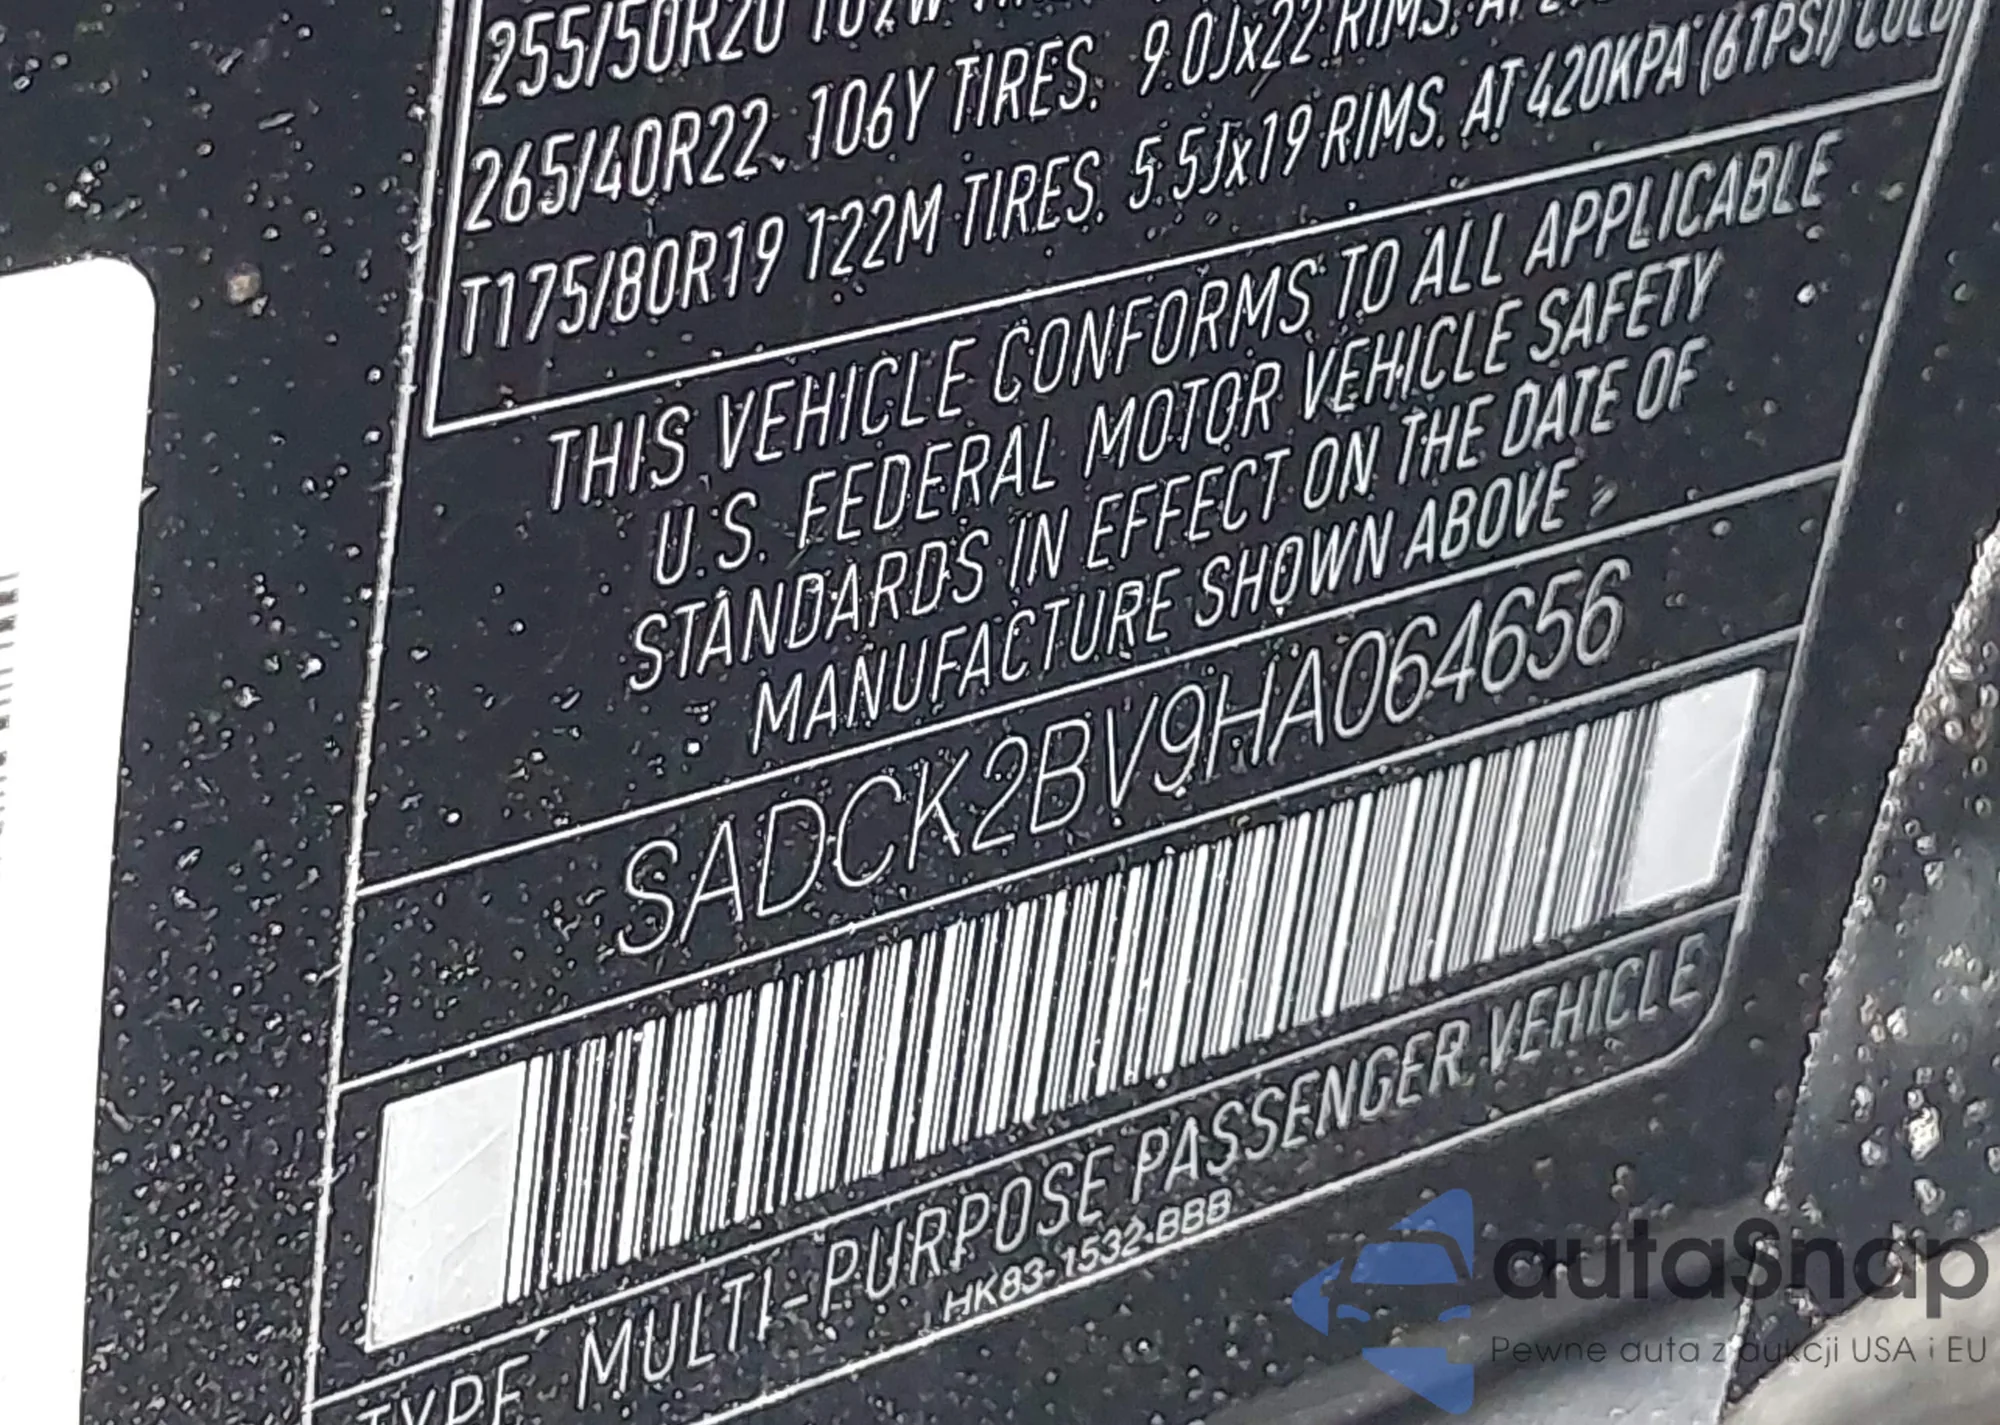 255/50R20 102W
265/40R22 106Y TIRES. 9.0Jx22 RIMS. AT
T175/80R19 122M TIRES. 5.5Jx19 RIMS. AT 420KPA (61PSI) COLD
THIS VEHICLE CONFORMS TO ALL APPLICABLE
U.S. FEDERAL MOTOR VEHICLE SAFETY
STANDARDS IN EFFECT ON THE DATE OF
MANUFACTURE SHOWN ABOVE
SADCK2BV9HA064656
TYPE MULTI-PURPOSE PASSENGER VEHICLE
HK83-1532-BBB
autaSnap
Pewne auta z aukcji USA i EU